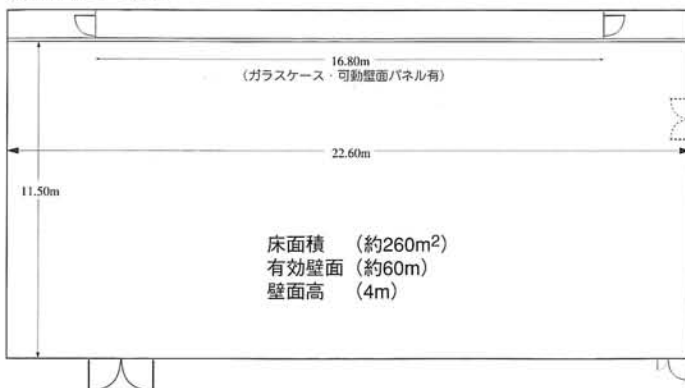 16.80m
(ガラスケース・可動壁面パネル有)
22.60m
11.50m
床面積 (約260m²)
有効壁面 (約60m)
壁面高 (4m)